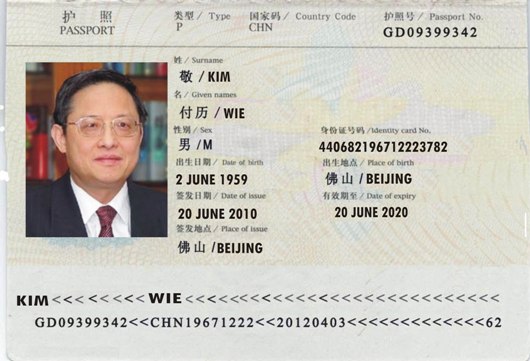 护 照 类型 / Type 国家码 / Country Code 护照号 / Passport No.
PASSPORT P CHN GD09399342
姓 / Surname
敬 / KIM
名 / Given names
付历 / WIE
性别 / Sex 身份证号码 / Identity card No.
男 / M 440682196712223782
出生日期 / Date of birth 出生地点 / Place of birth
2 JUNE 1959 佛山 / BEIJING
签发日期 / Date of issue 有效期至 / Date of expiry
20 JUNE 2010 20 JUNE 2020
签发地点 / Place of issue
佛山 / BEIJING
KIM<<<<<<<< WIE <<<<<<<<<<<<<<<<<<<<<<<<<<
GD09399342<<CHN19671222<<20120403<<<<<<<<<<<<<62